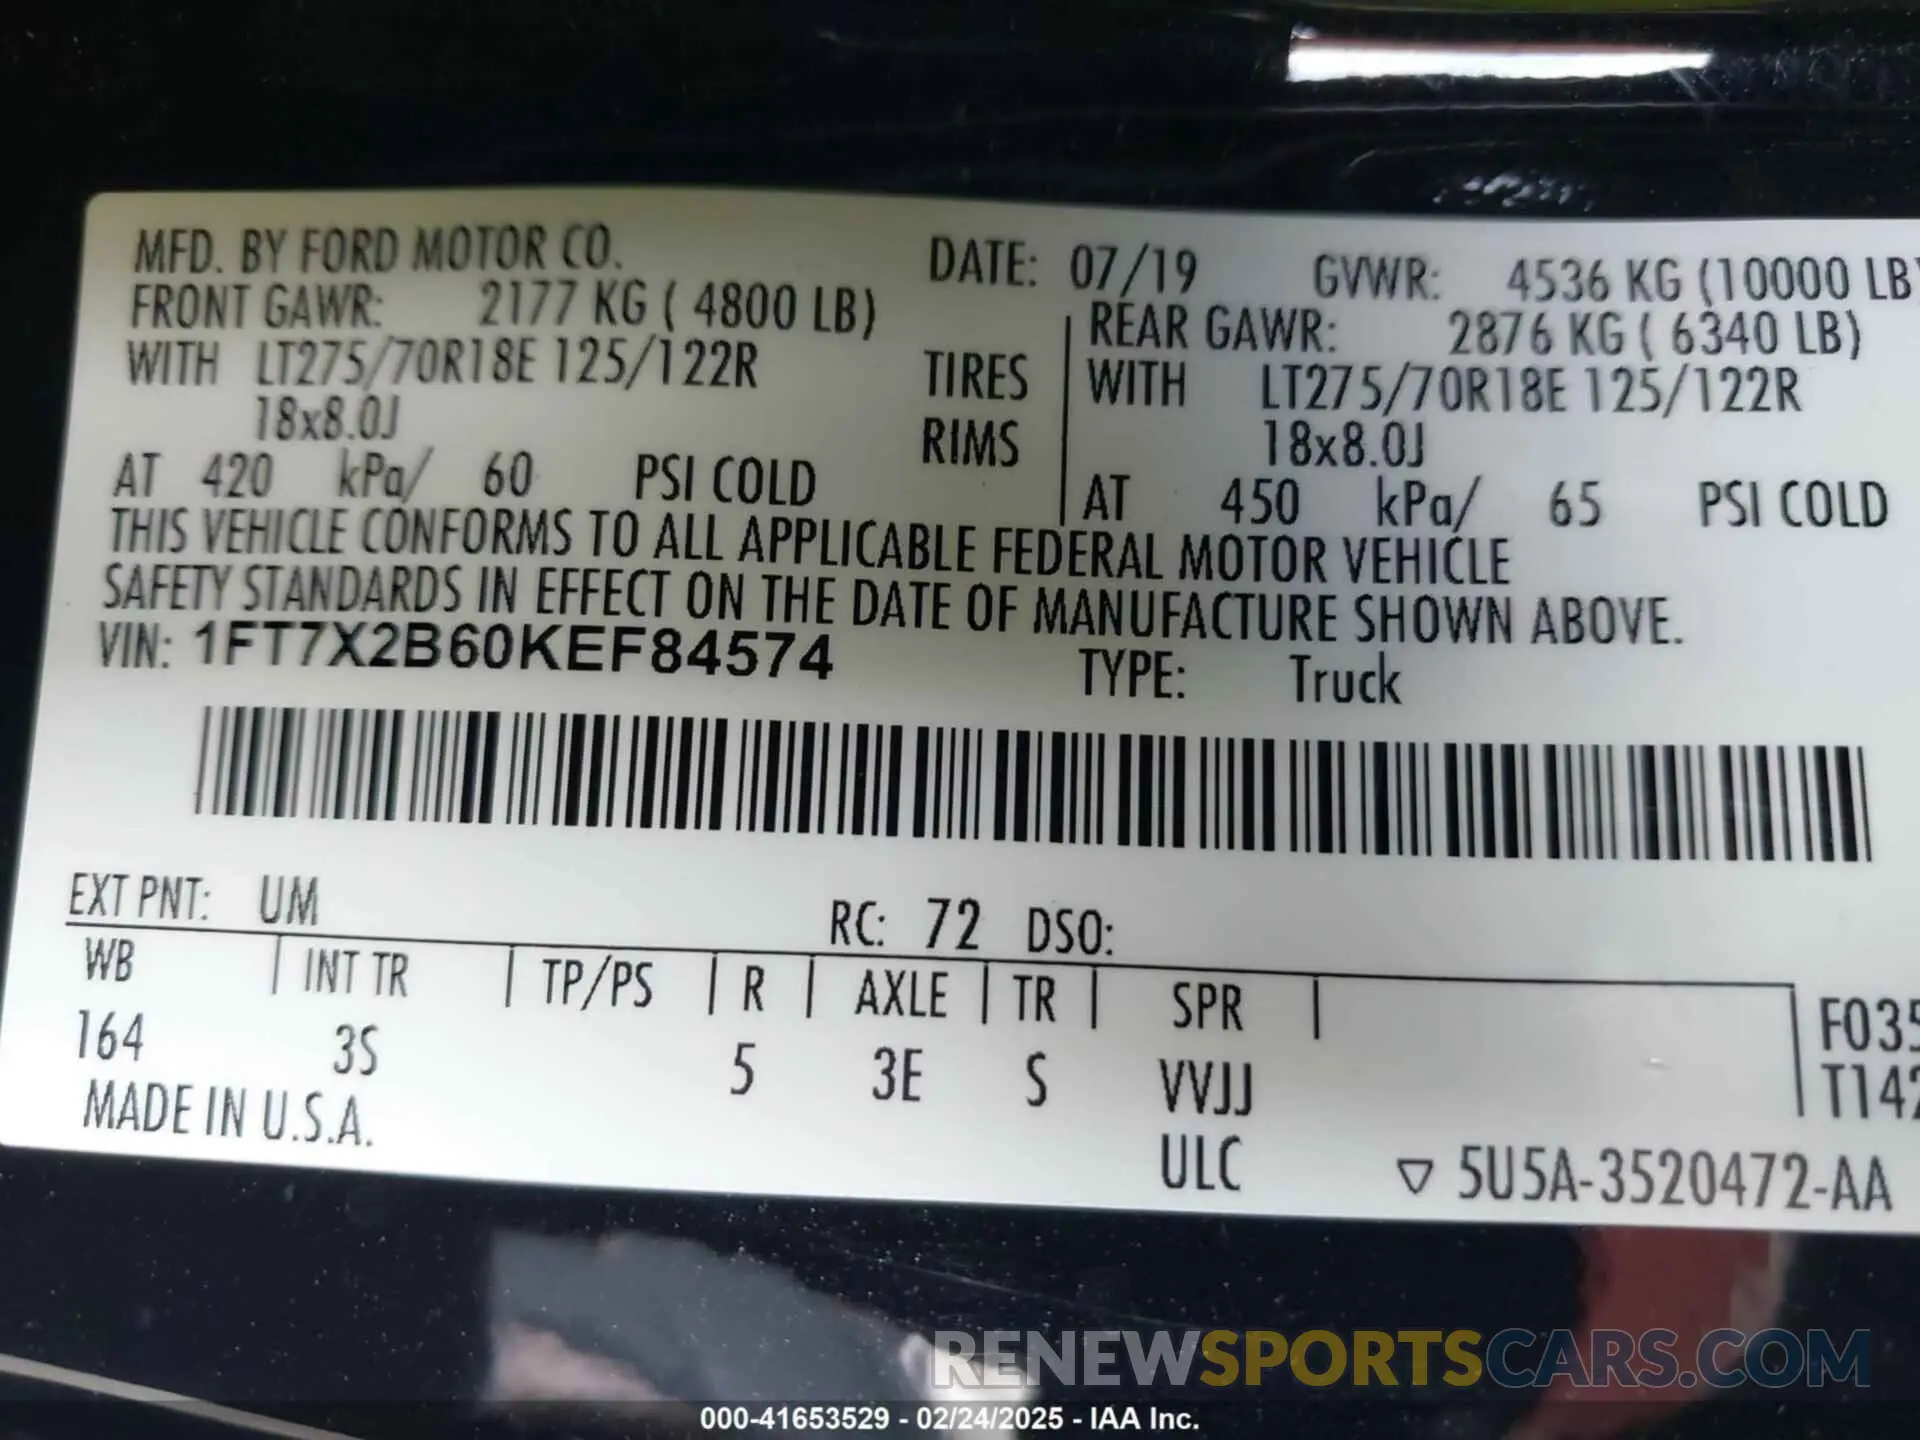 MFD. BY FORD MOTOR CO. DATE: 07/19 GVWR: 4536 KG (10000 LB)
FRONT GAWR: 2177 KG ( 4800 LB) REAR GAWR: 2876 KG ( 6340 LB)
WITH LT275/70R18E 125/122R TIRES WITH LT275/70R18E 125/122R
18x8.0J RIMS 18x8.0J
AT 420 kPa/ 60 PSI COLD AT 450 kPa/ 65 PSI COLD
THIS VEHICLE CONFORMS TO ALL APPLICABLE FEDERAL MOTOR VEHICLE
SAFETY STANDARDS IN EFFECT ON THE DATE OF MANUFACTURE SHOWN ABOVE.
VIN: 1FT7X2B60KEF84574 TYPE: Truck
EXT PNT: UM RC: 72 DSO:
WB INT TR TP/PS R AXLE TR SPR
164 3S 5 3E S VVJJ
MADE IN U.S.A. ULC ▽ 5U5A-3520472-AA
RENEWSPORTSCARS.COM
000-41653529 - 02/24/2025 - IAA Inc.